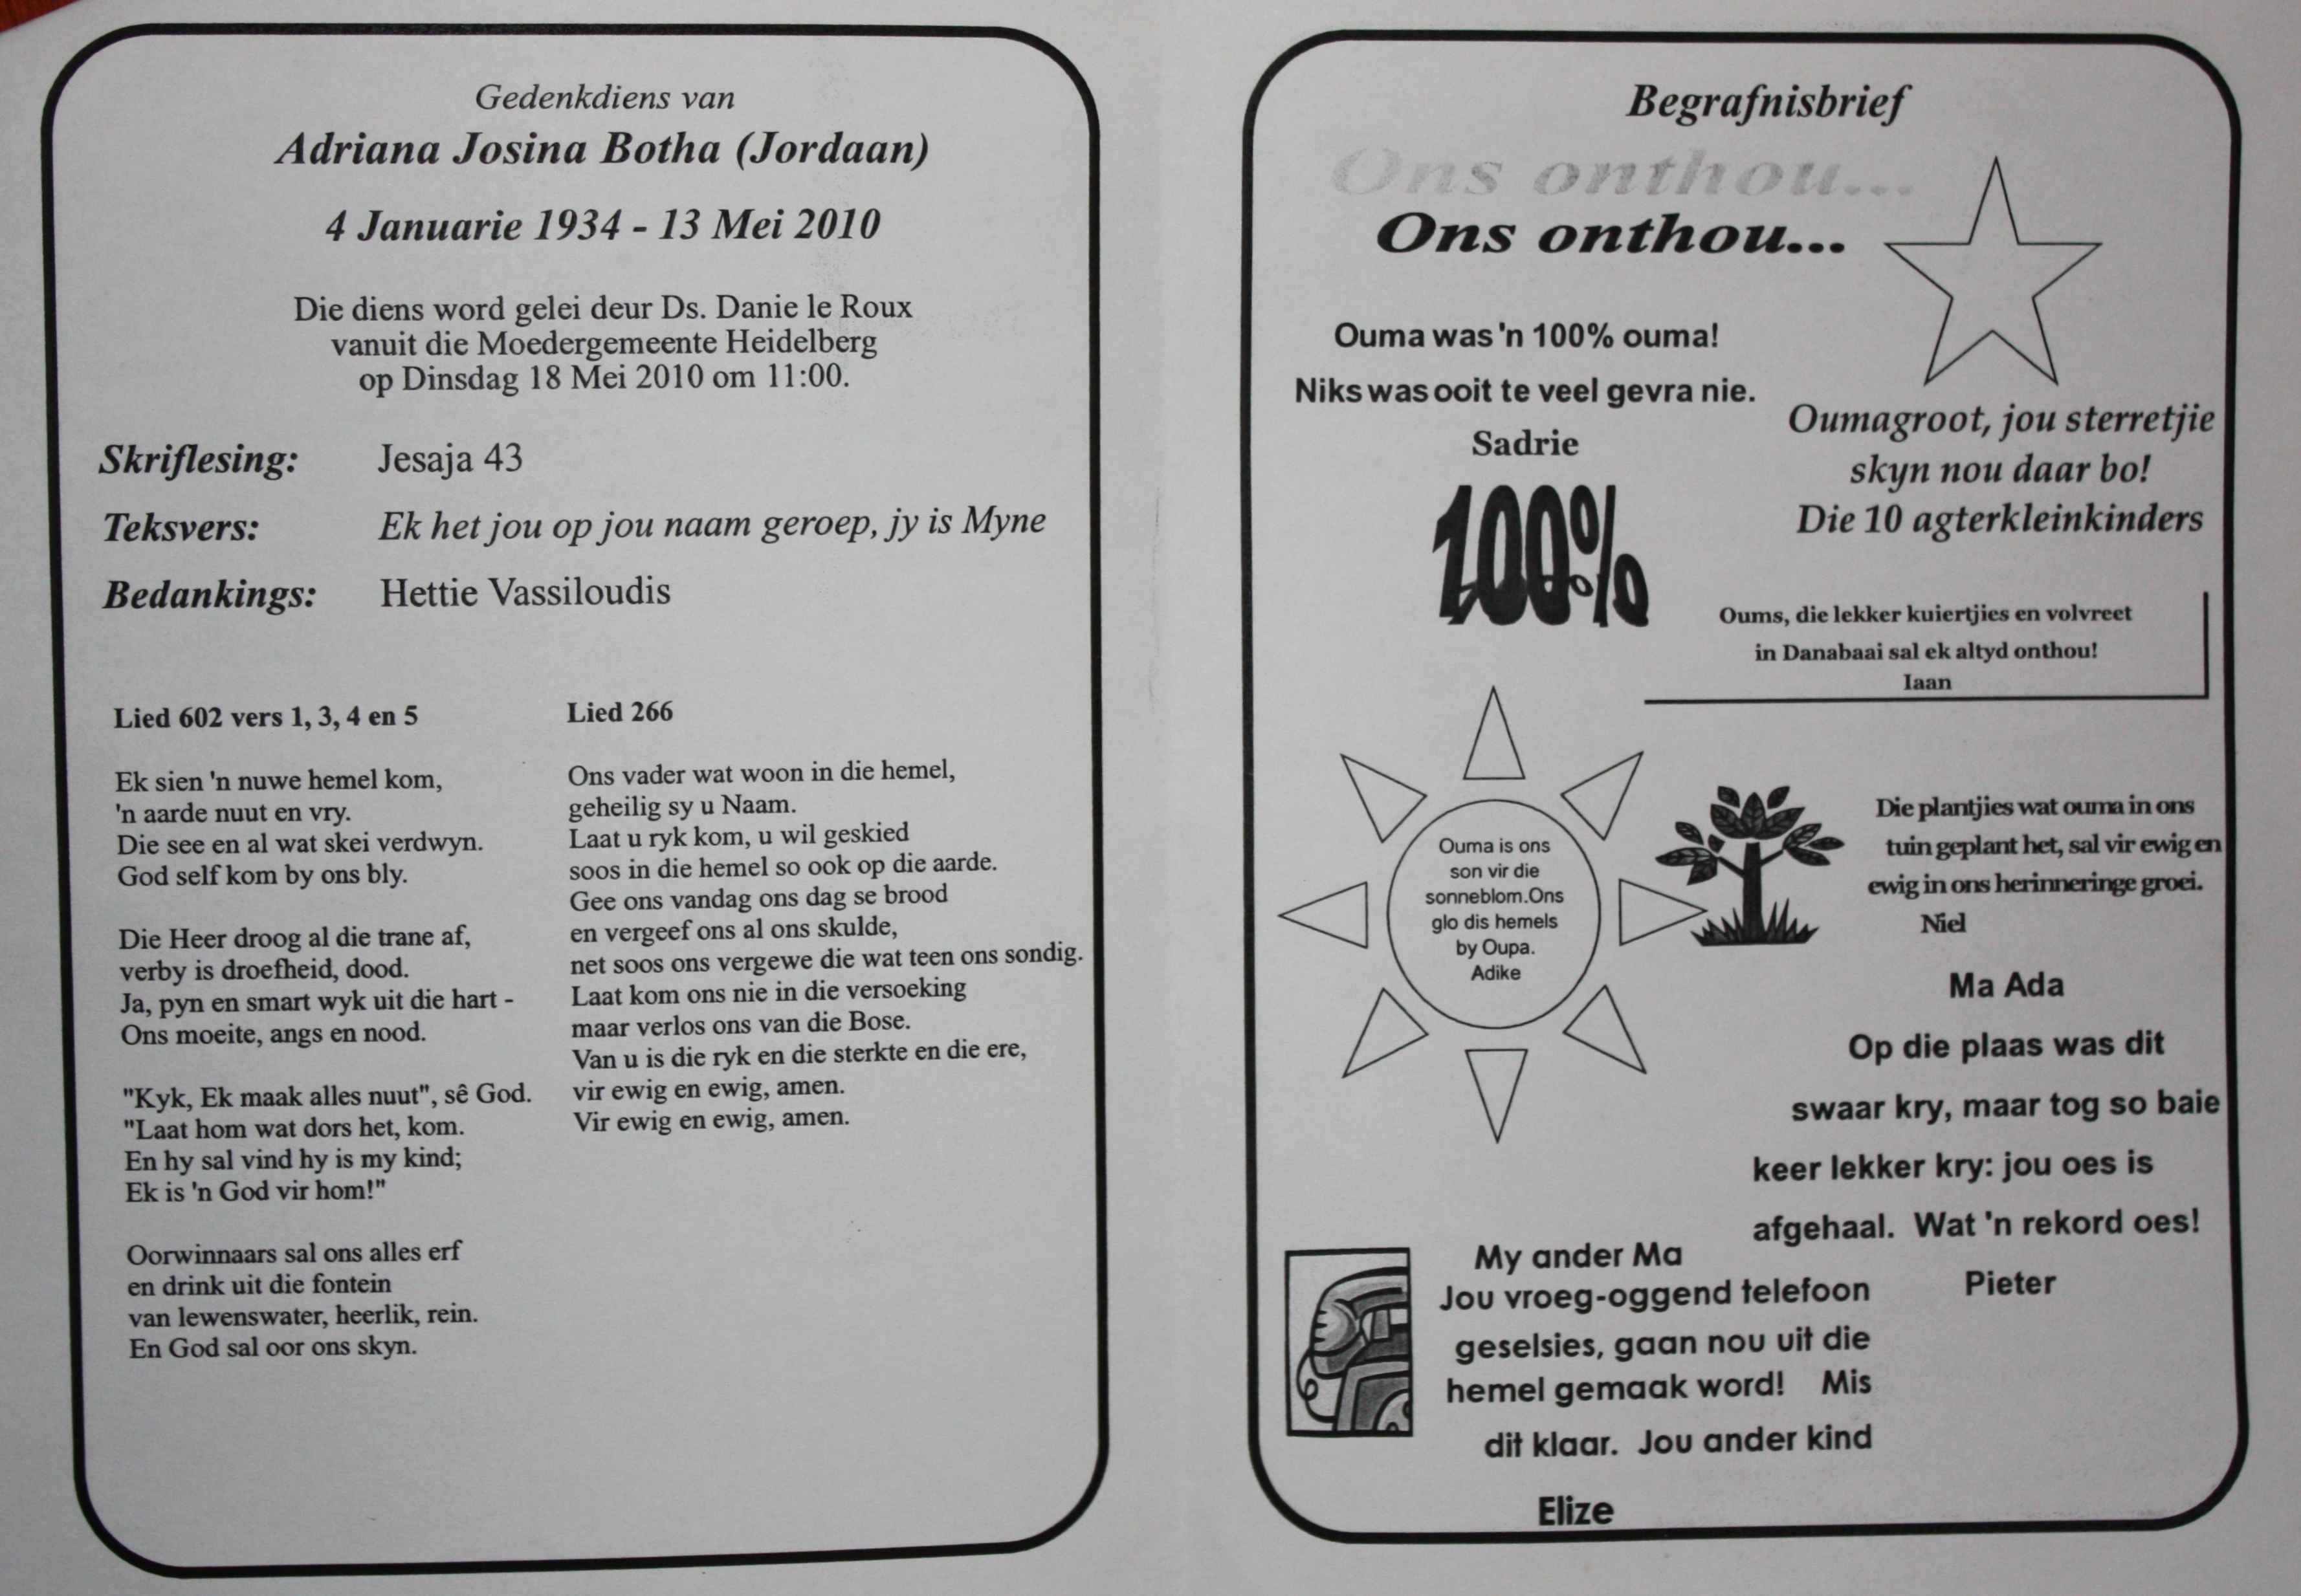 Gedenkdiens van
Adriana Josina Botha (Jordaan)
4 Januarie 1934 - 13 Mei 2010
Die diens word gelei deur Ds. Danie le Roux
vanuit die Moedergemeente Heidelberg
op Dinsdag 18 Mei 2010 om 11:00.
Skriflesing: Jesaja 43
Teksvers: Ek het jou op jou naam geroep, jy is Myne
Bedankings: Hettie Vassiloudis
Lied 602 vers 1, 3, 4 en 5
Ek sien 'n nuwe hemel kom,
'n aarde nuut en vry.
Die see en al wat skei verdwyn.
God self kom by ons bly.
Die Heer droog al die trane af,
verby is droefheid, dood.
Ja, pyn en smart wyk uit die hart -
Ons moeite, angs en nood.
"Kyk, Ek maak alles nuut", sê God.
"Laat hom wat dors het, kom.
En hy sal vind hy is my kind;
Ek is 'n God vir hom!"
Oorwinnaars sal ons alles erf
en drink uit die fontein
van lewenswater, heerlik, rein.
En God sal oor ons skyn.
Lied 266
Ons vader wat woon in die hemel,
geheilig sy u Naam.
Laat u ryk kom, u wil geskied
soos in die hemel so ook op die aarde.
Gee ons vandag ons dag se brood
en vergeef ons al ons skulde,
net soos ons vergewe die wat teen ons sondig.
Laat kom ons nie in die versoeking
maar verlos ons van die Bose.
Van u is die ryk en die sterkte en die ere,
vir ewig en ewig, amen.
Vir ewig en ewig, amen.
Begrafnisbrief
Ons onthou...
Ons onthou...
Ouma was 'n 100% ouma!
Niks was ooit te veel gevra nie.
Sadrie
100%
Oumagroot, jou sterretjie
skyn nou daar bo!
Die 10 agterkleinkinders
Oums, die lekker kuiertjies en volvreet
in Danabaai sal ek altyd onthou!
Iaan
Ouma is ons
son vir die
sonneblom.Ons
glo dis hemels
by Oupa.
Adike
Die plantjies wat ouma in ons
tuin geplant het, sal vir ewig en
ewig in ons herinneringe groei.
Niel
Ma Ada
Op die plaas was dit
swaar kry, maar tog so baie
keer lekker kry: jou oes is
afgehaal. Wat 'n rekord oes!
Pieter
My ander Ma
Jou vroeg-oggend telefoon
geselsies, gaan nou uit die
hemel gemaak word! Mis
dit klaar. Jou ander kind
Elize